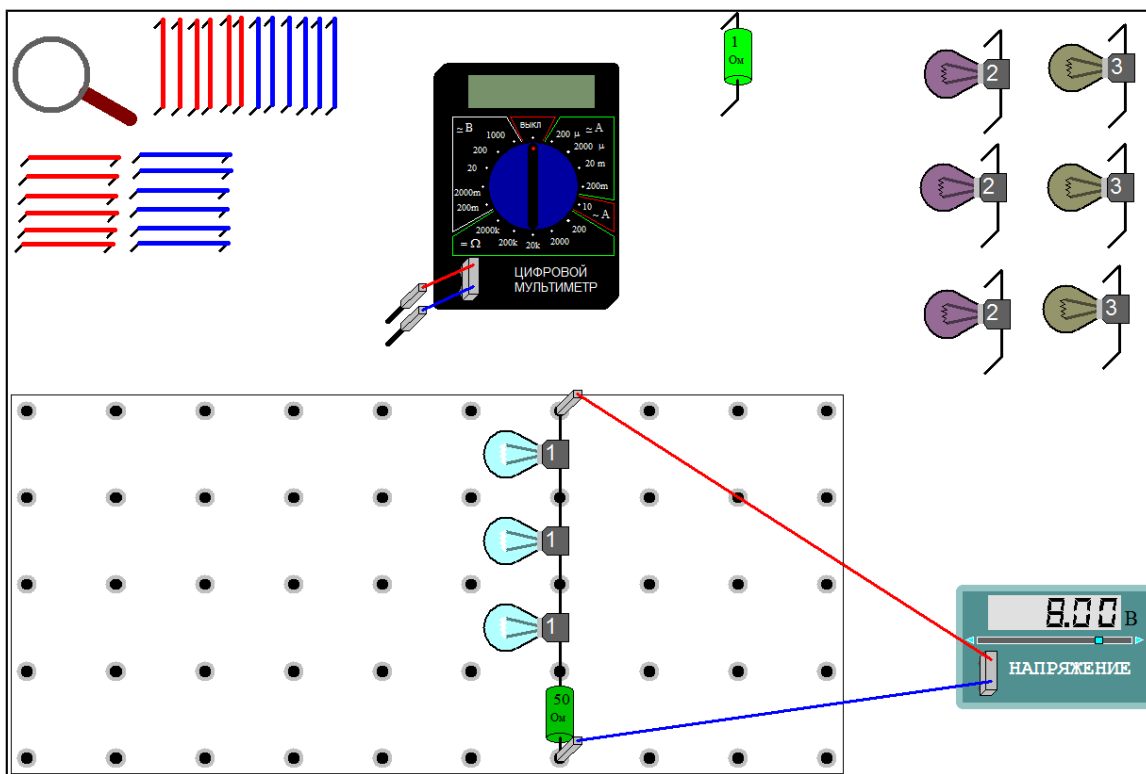 1
Ом
2
3
≃ В
ВЫКЛ
≃ A
1000
200 μ
200
2000 μ
20
20 m
2000m
200m
200m
10
~ A
2000k
200k
20k
2000
200
= Ω
ЦИФРОВОЙ
МУЛЬТИМЕТР
2
3
2
3
1
1
1
8.00 В
НАПРЯЖЕНИЕ
50
Ом